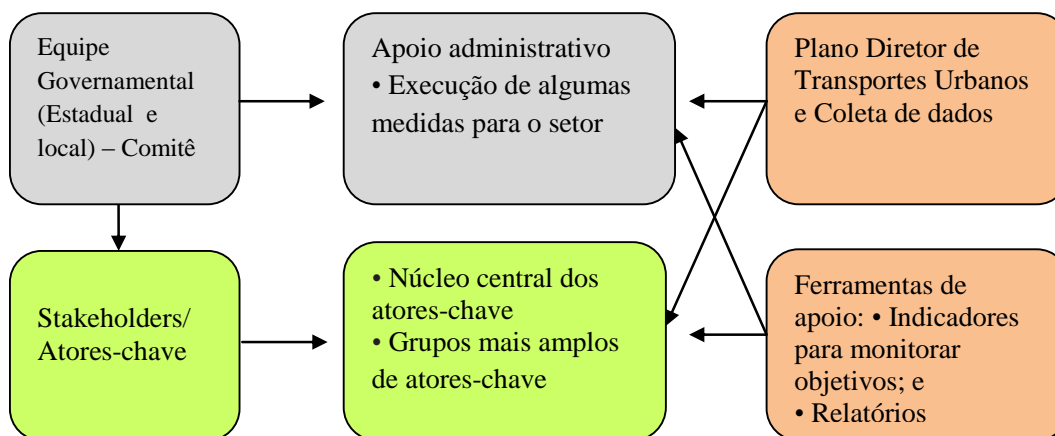 Equipe
Governamental
(Estadual e
local) – Comitê
Apoio administrativo
• Execução de algumas
medidas para o setor
Plano Diretor de
Transportes Urbanos
e Coleta de dados
Stakeholders/
Atores-chave
• Núcleo central dos
atores-chave
• Grupos mais amplos
de atores-chave
Ferramentas de
apoio: • Indicadores
para monitorar
objetivos; e
• Relatórios